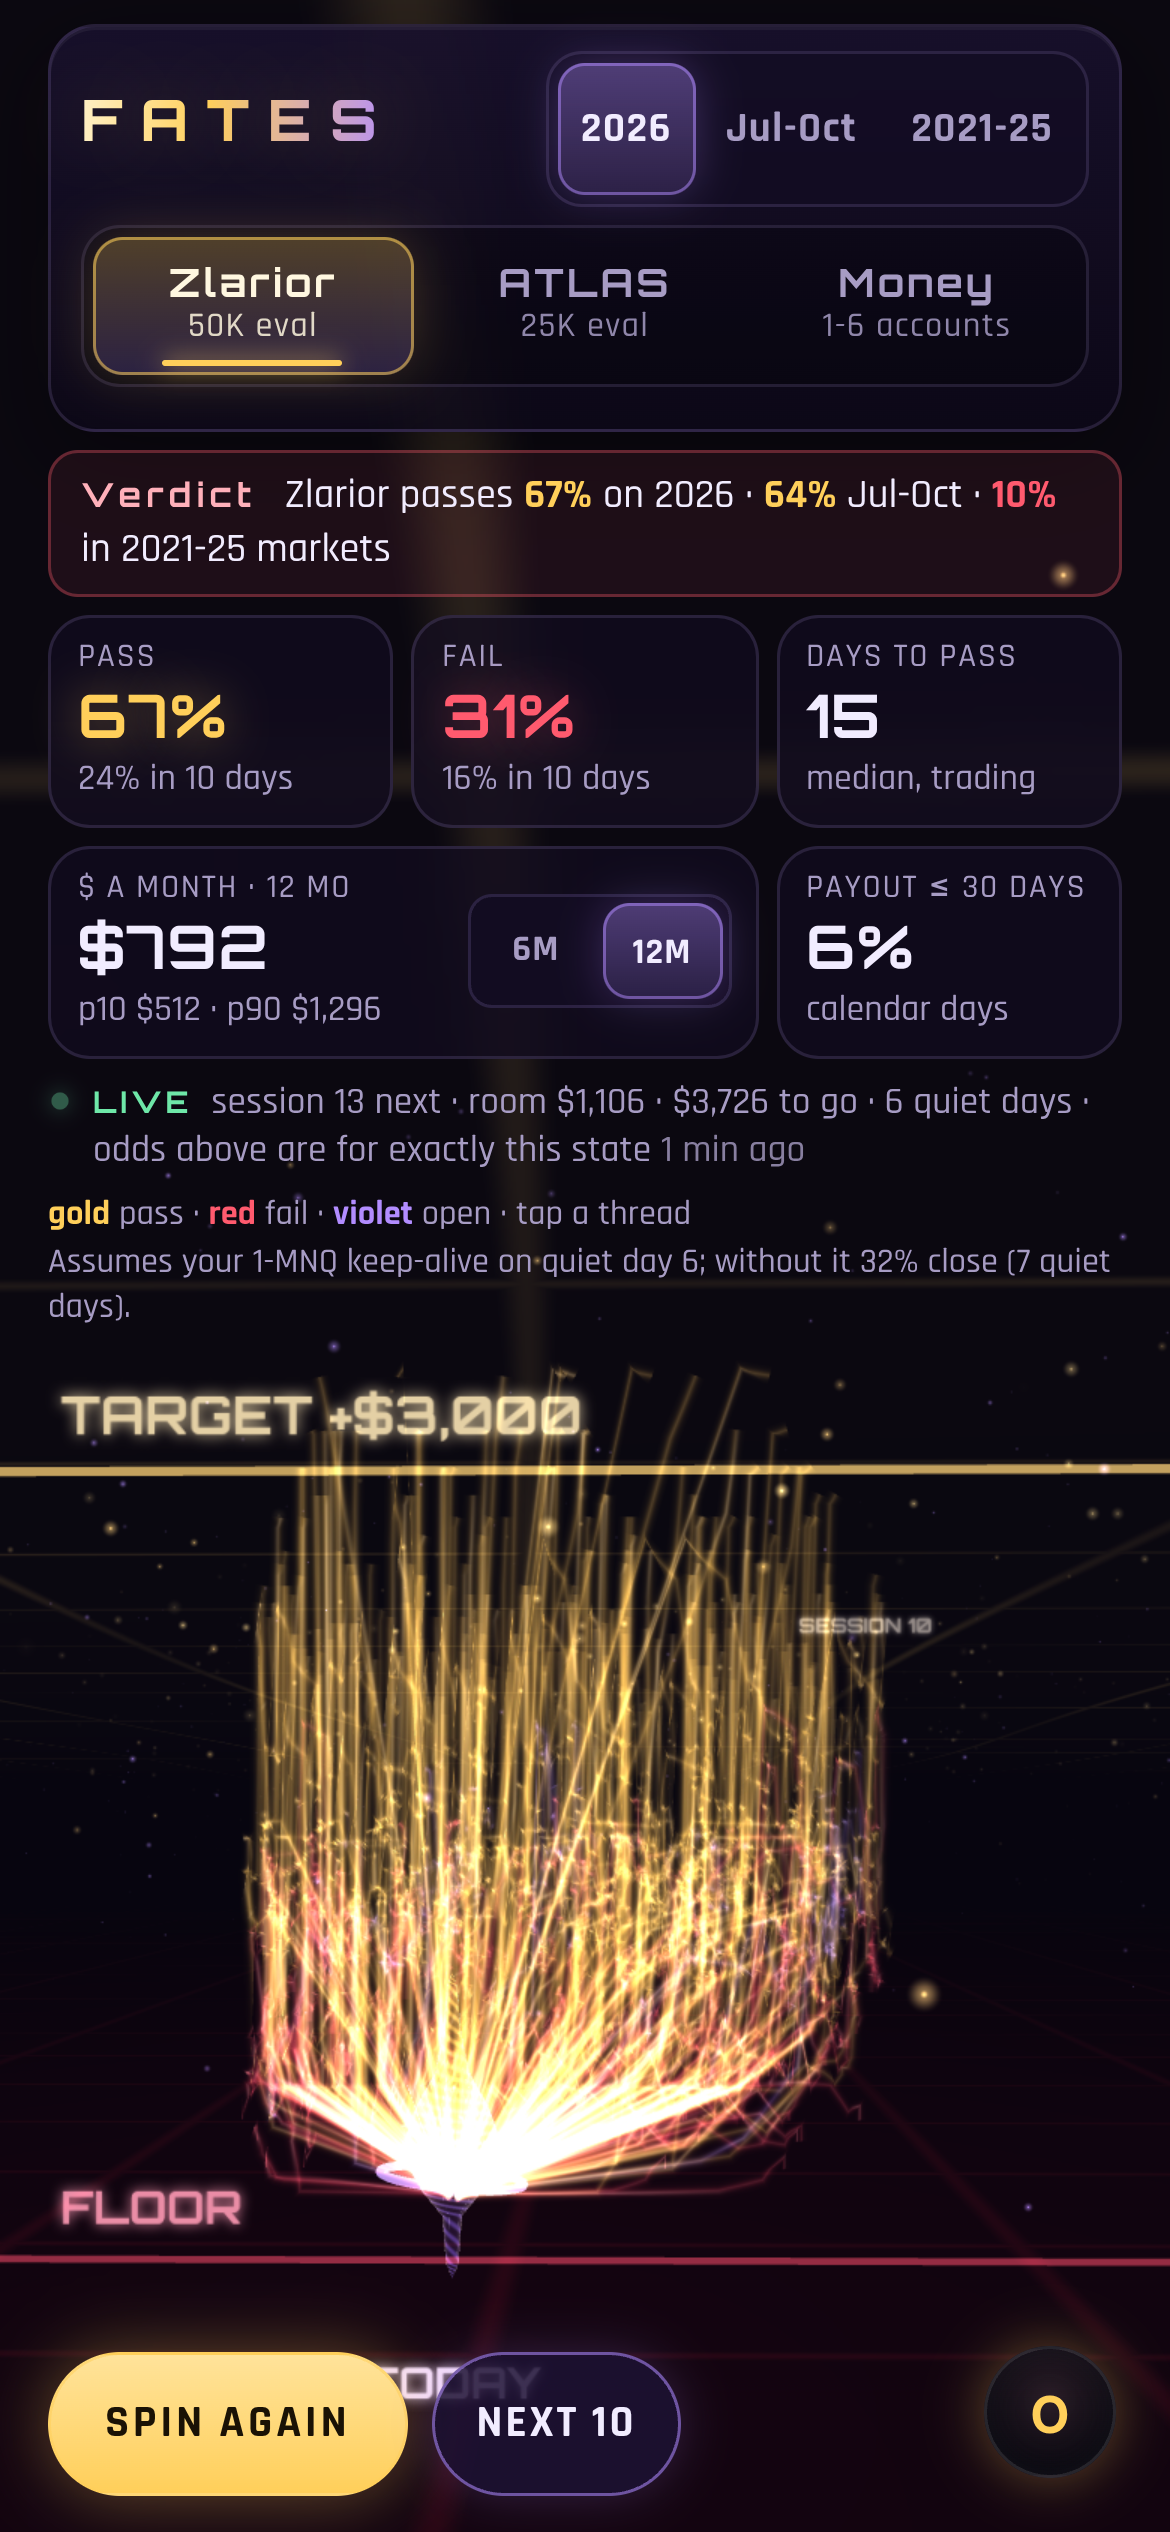 FATES
2026 Jul-Oct 2021-25
Zlarior ATLAS Money
50K eval 25K eval 1-6 accounts
Verdict Zlarior passes 67% on 2026 · 64% Jul-Oct · 10%
in 2021-25 markets
PASS FAIL DAYS TO PASS
67% 31% 15
24% in 10 days 16% in 10 days median, trading
$ A MONTH · 12 MO PAYOUT ≤ 30 DAYS
$792 6M 12M 6%
p10 $512 · p90 $1,296 calendar days
LIVE session 13 next · room $1,106 · $3,726 to go · 6 quiet days ·
odds above are for exactly this state 1 min ago
gold pass · red fail · violet open · tap a thread
Assumes your 1-MNQ keep-alive on quiet day 6; without it 32% close (7 quiet
days).
TARGET +$3,000
SESSION 10
FLOOR
TODAY
SPIN AGAIN NEXT 10 O